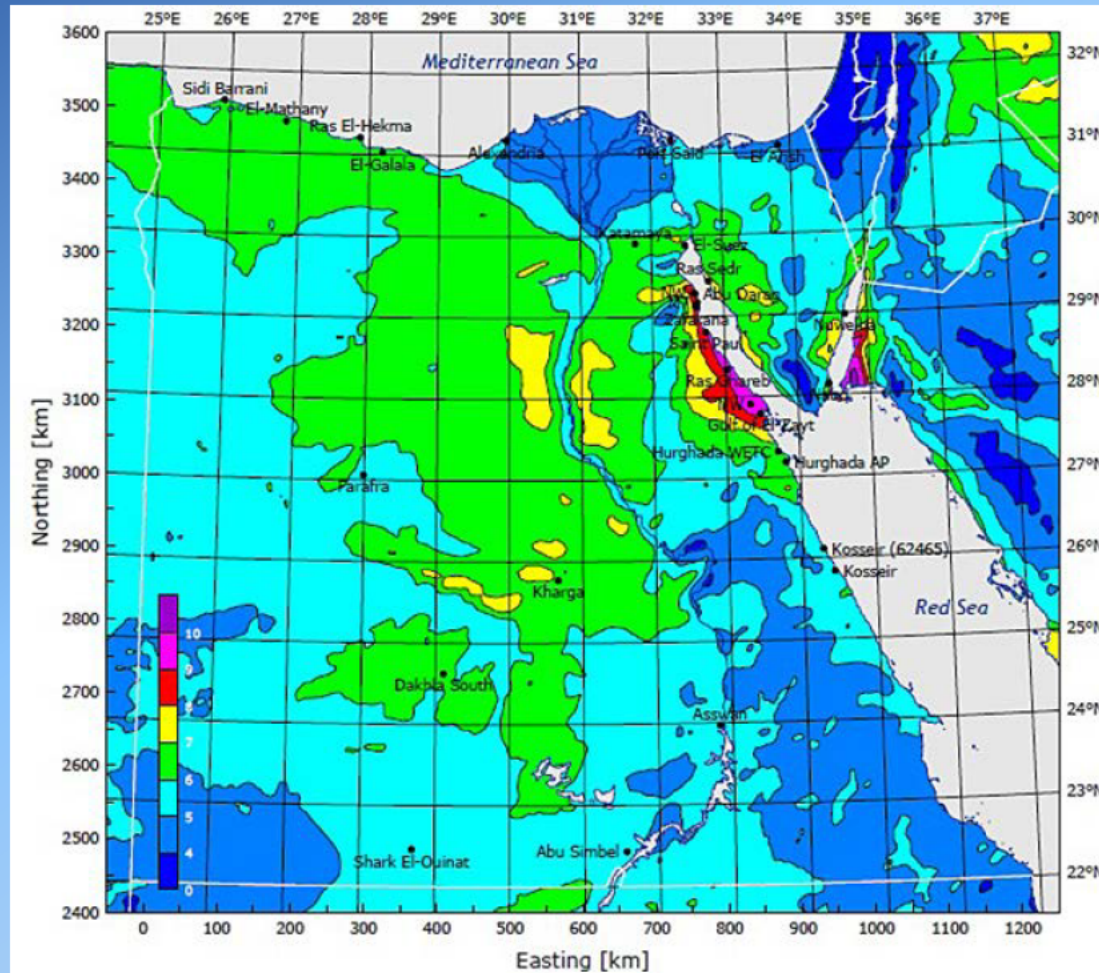 25°E 26°E 27°E 28°E 29°E 30°E 31°E 32°E 33°E 34°E 35°E 37°E
3600
32°N
Mediterranean Sea
Sidi Barrani
3500
El-Mathany
Ras El-Hekma
31°N
Alexandria
Port Said
El Arish
El-Galala
3400
30°N
3300
Katamaya
El-Suez
Ras Sedr
29°N
NW
Abu Darag
3200
Zafarana
Nuweiba
Saint Paul
28°N
Ras Ghareb
Nabq
3100
NW
Gulf of El-Zayt
Hurghada WETC
Hurghada AP
27°N
3000
Farafra
Northing [km]
2900
Kosseir (62465)
26°N
Kosseir
Kharga
Red Sea
2800
25°N
10
9
2700
Dakhla South
8
Asswan
24°N
7
6
2600
5
23°N
4
2500
Shark El-Ouinat
Abu Simbel
22°N
0
2400
0 100 200 300 400 500 600 700 800 900 1000 1100 1200
Easting [km]